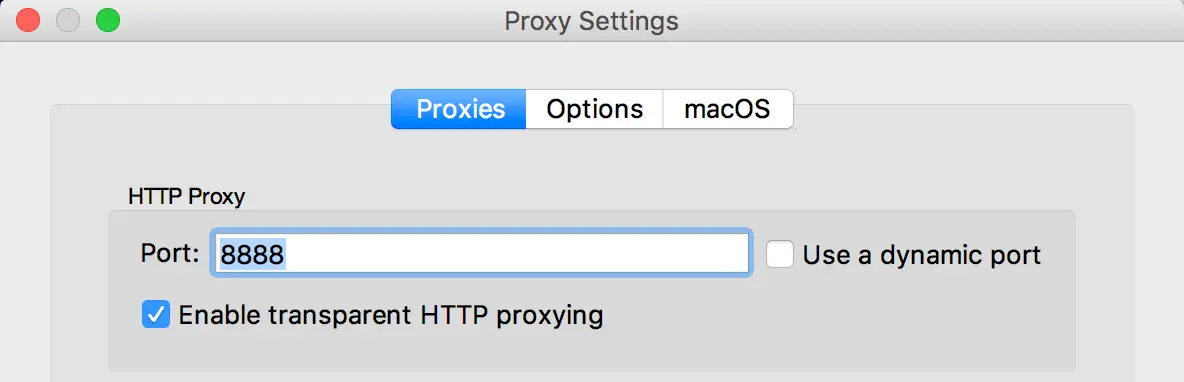 Proxy Settings
Proxies Options macOS
HTTP Proxy
Port: 8888 Use a dynamic port
Enable transparent HTTP proxying